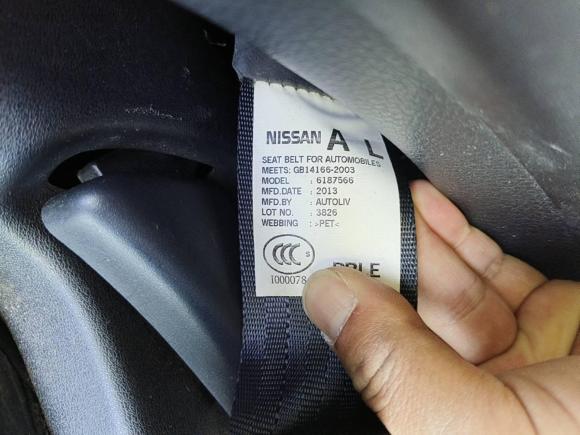 NISSAN A L
SEAT BELT FOR AUTOMOBILES
MEETS: GB14166-2003
MODEL : 6187566
MFD.DATE : 2013
MFD.BY : AUTOLIV
LOT NO. : 3826
WEBBING : >PET<
CCC S
1000078